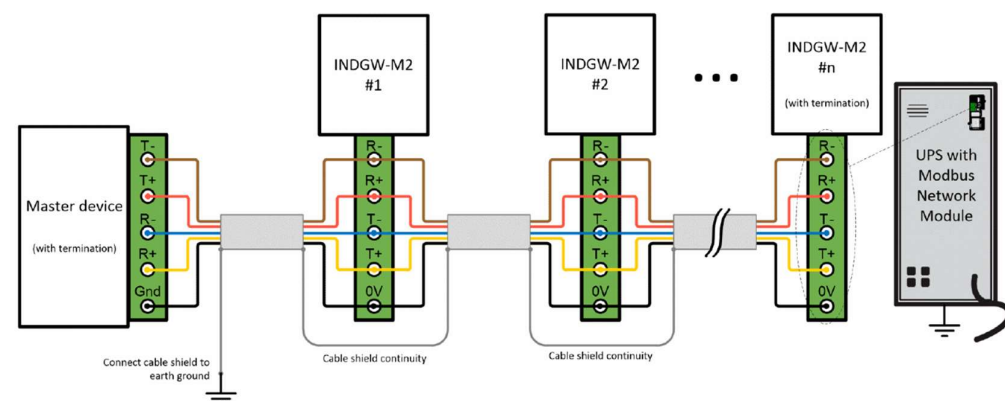 INDGW-M2
#1
INDGW-M2
#2
INDGW-M2
#n
(with termination)
Master device
(with termination)
T-
T+
R-
R+
Gnd
R-
R+
T-
T+
0V
R-
R+
T-
T+
0V
R-
R+
T-
T+
0V
UPS with
Modbus
Network
Module
Connect cable shield to
earth ground
Cable shield continuity
Cable shield continuity